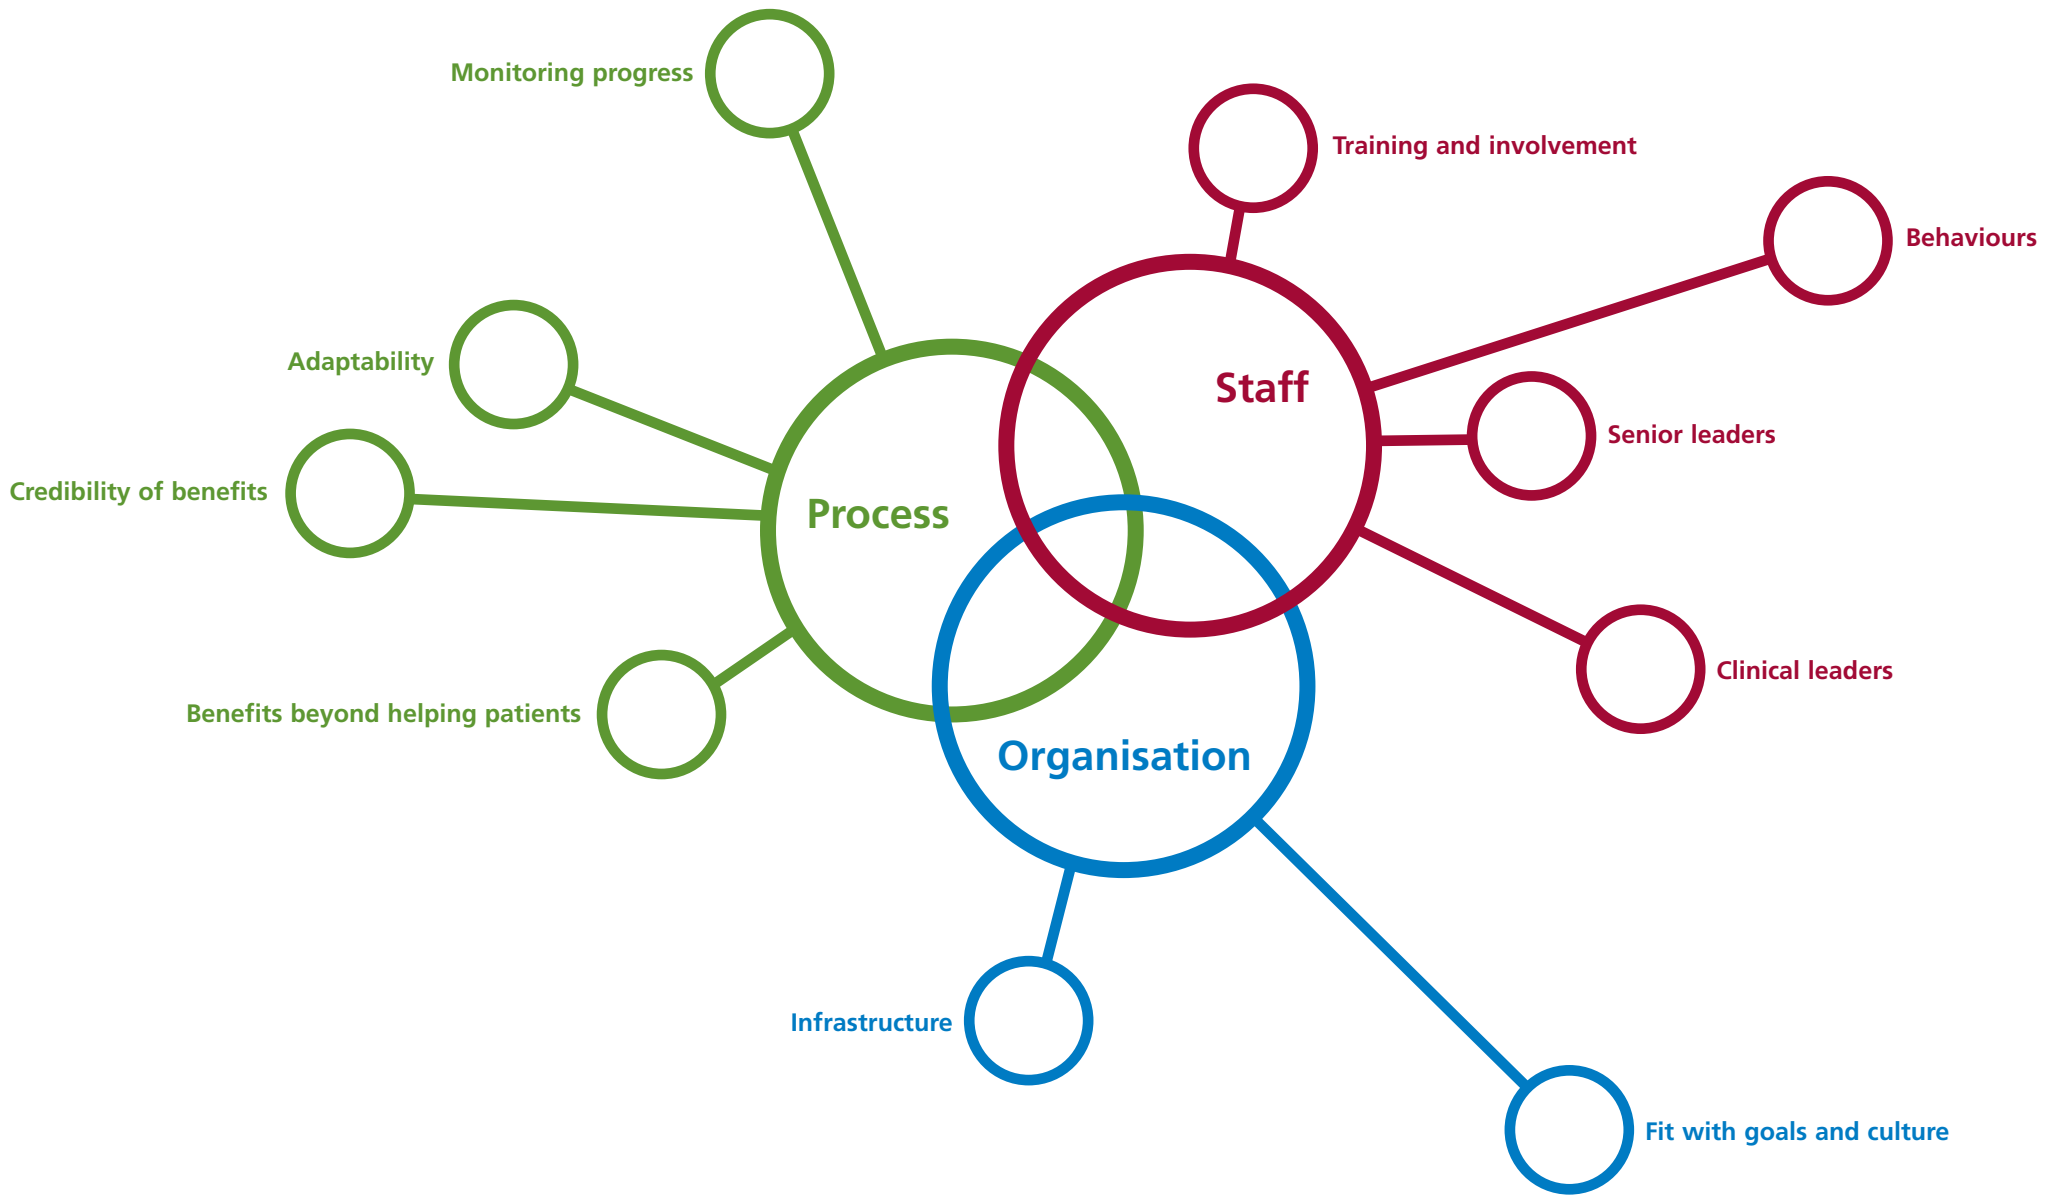 Monitoring progress
Training and involvement
Behaviours
Adaptability
Staff
Senior leaders
Credibility of benefits
Process
Clinical leaders
Benefits beyond helping patients
Organisation
Infrastructure
Fit with goals and culture